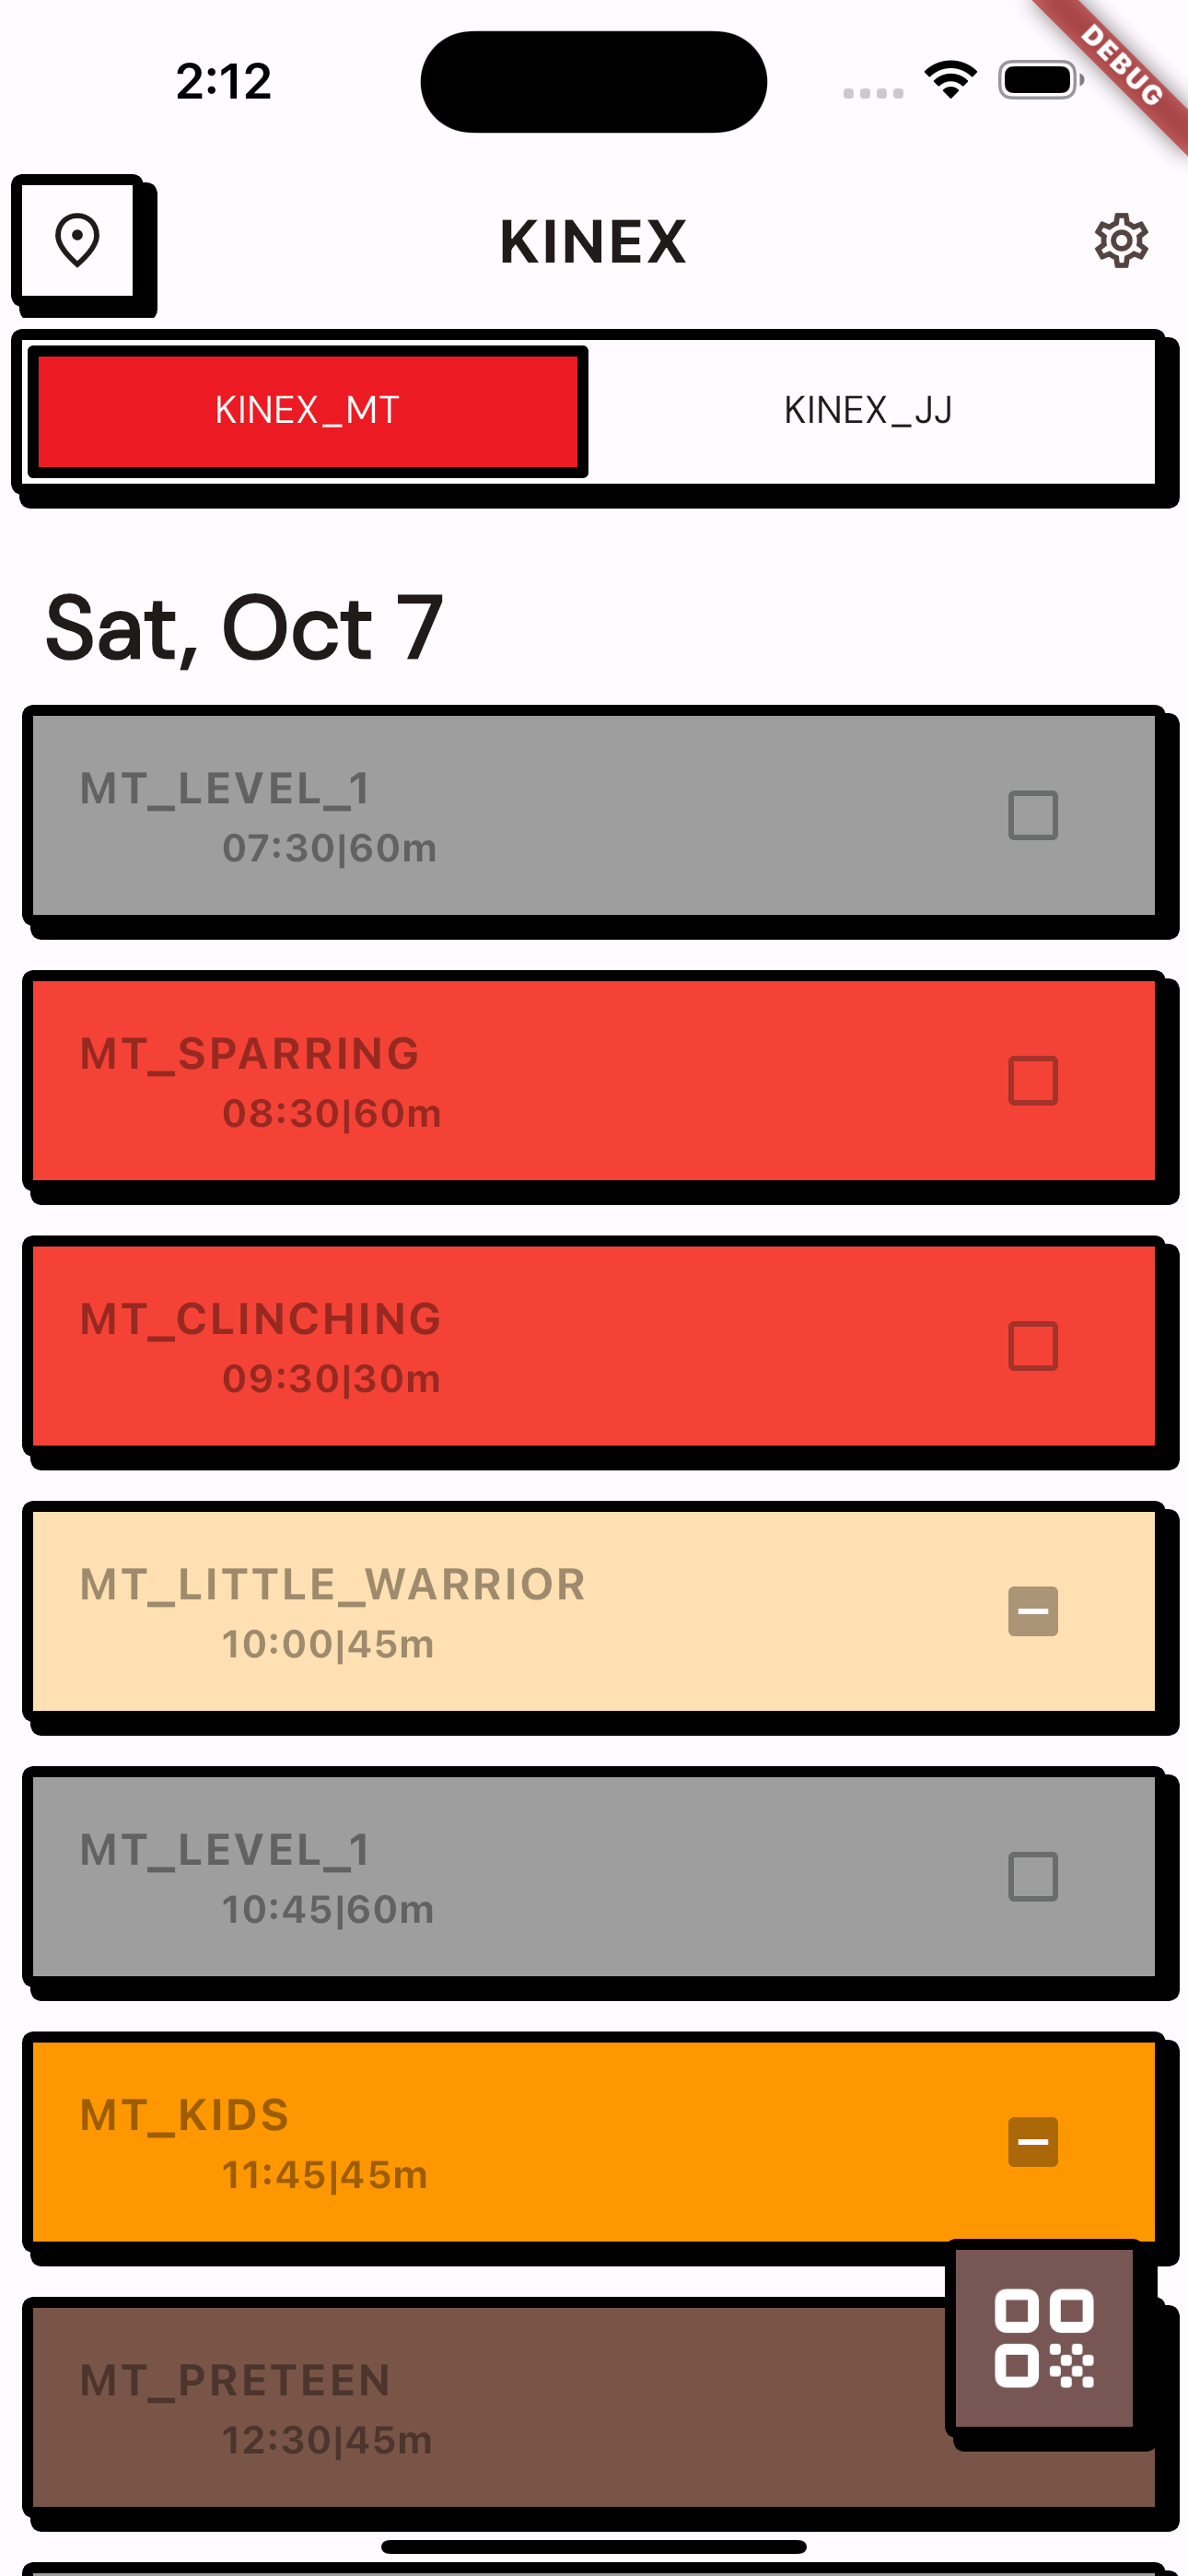 2:12
DEBUG
KINEX
KINEX_MT
KINEX_JJ
Sat, Oct 7
MT_LEVEL_1
07:30|60m
MT_SPARRING
08:30|60m
MT_CLINCHING
09:30|30m
MT_LITTLE_WARRIOR
10:00|45m
MT_LEVEL_1
10:45|60m
MT_KIDS
11:45|45m
MT_PRETEEN
12:30|45m